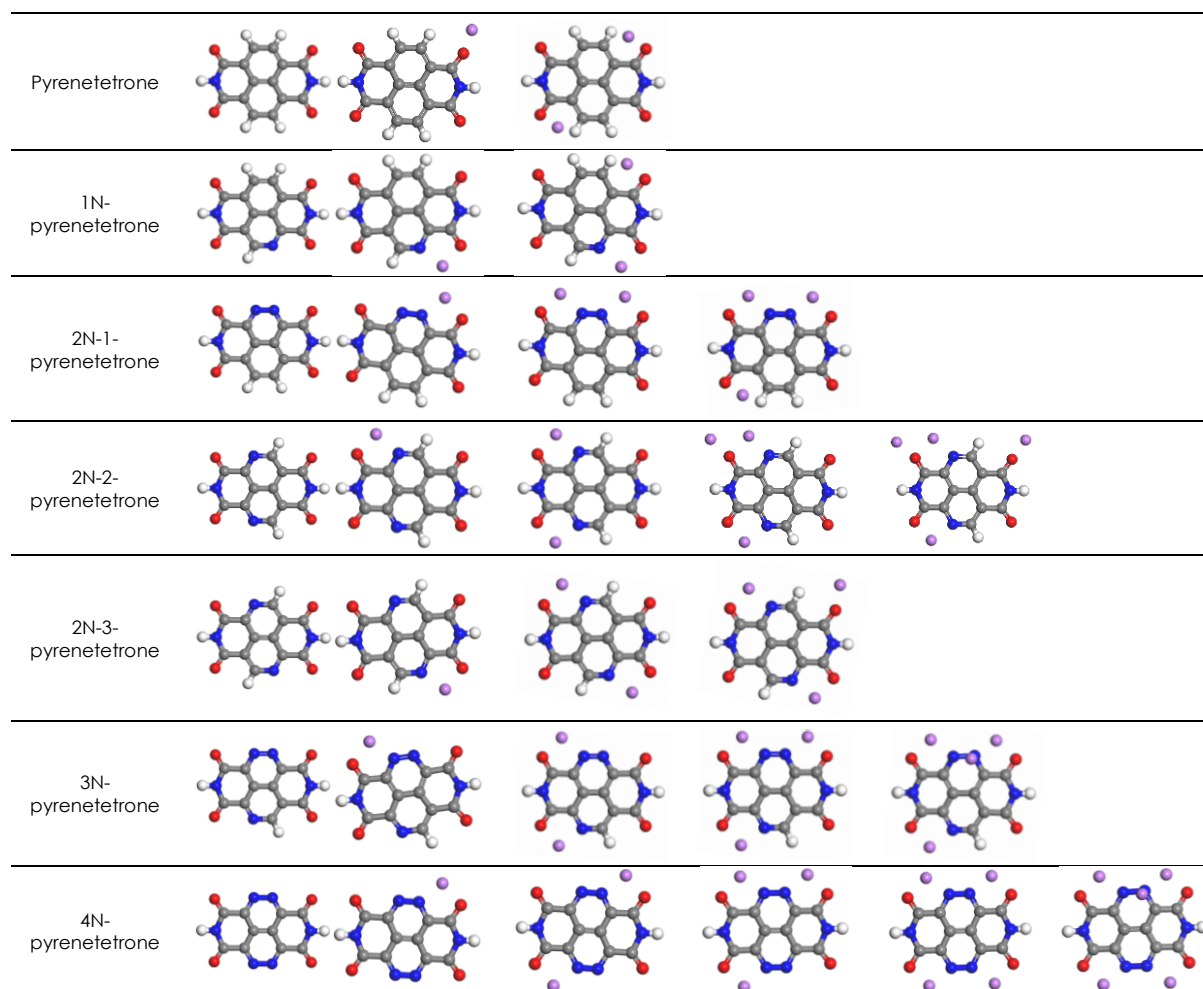 Pyrenetetrone
1N-
pyrenetetrone
2N-1-
pyrenetetrone
2N-2-
pyrenetetrone
2N-3-
pyrenetetrone
3N-
pyrenetetrone
4N-
pyrenetetrone